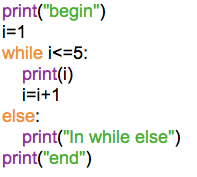 print("begin")
i=1
while i<=5:
    print(i)
    i=i+1
else:
    print("In while else")
print("end")